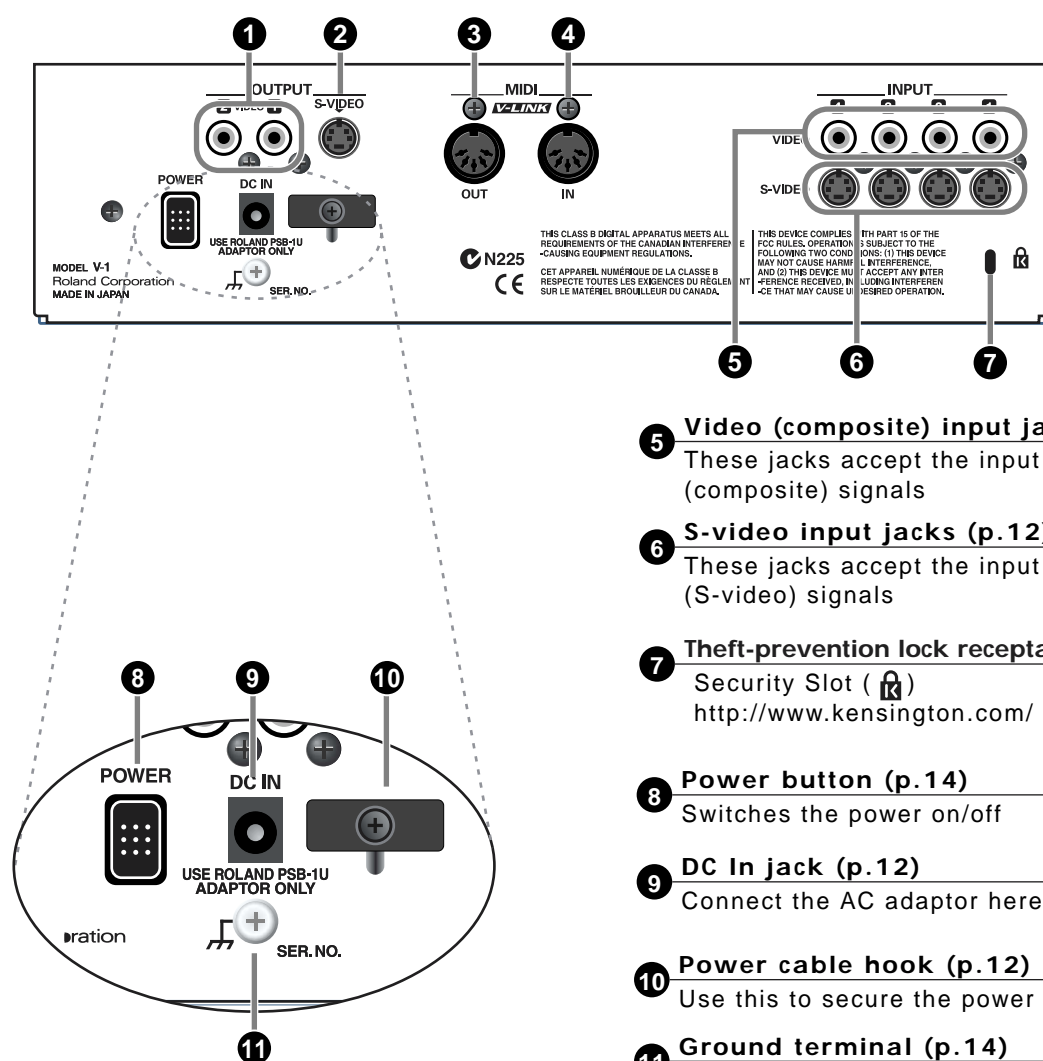 1 2 3 4
OUTPUT
2 VIDEO 1 S-VIDEO
MIDI
V-LINK
OUT IN
INPUT
4 3 2 1
VIDE
S-VIDE
POWER DC IN
USE ROLAND PSB-1U
ADAPTOR ONLY
SER. NO.
MODEL V-1
Roland Corporation
MADE IN JAPAN
N225
CE
THIS CLASS B DIGITAL APPARATUS MEETS ALL
REQUIREMENTS OF THE CANADIAN INTERFERENCE
-CAUSING EQUIPMENT REGULATIONS.
CET APPAREIL NUMÉRIQUE DE LA CLASSE B
RESPECTE TOUTES LES EXIGENCES DU RÈGLEMENT
SUR LE MATÉRIEL BROUILLEUR DU CANADA.
THIS DEVICE COMPLIES WITH PART 15 OF THE
FCC RULES. OPERATION IS SUBJECT TO THE
FOLLOWING TWO CONDITIONS: (1) THIS DEVICE
MAY NOT CAUSE HARMFUL INTERFERENCE,
AND (2) THIS DEVICE MUST ACCEPT ANY INTER
-FERENCE RECEIVED, INCLUDING INTERFEREN
-CE THAT MAY CAUSE UNDESIRED OPERATION.
K
5 6 7
5 Video (composite) input ja
These jacks accept the input
(composite) signals
6 S-video input jacks (p.12)
These jacks accept the input
(S-video) signals
7 Theft-prevention lock recepta
Security Slot ( K )
http://www.kensington.com/
8 Power button (p.14)
Switches the power on/off
9 DC In jack (p.12)
Connect the AC adaptor here
10 Power cable hook (p.12)
Use this to secure the power
11 Ground terminal (p.14)
8 9 10
POWER DC IN
USE ROLAND PSB-1U
ADAPTOR ONLY
ration
SER. NO.
11